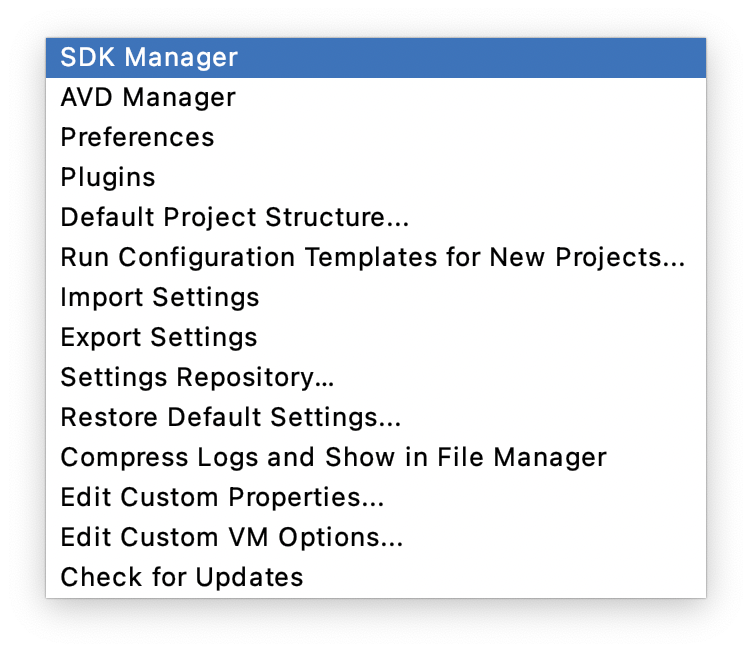 SDK Manager
AVD Manager
Preferences
Plugins
Default Project Structure...
Run Configuration Templates for New Projects...
Import Settings
Export Settings
Settings Repository…
Restore Default Settings...
Compress Logs and Show in File Manager
Edit Custom Properties...
Edit Custom VM Options...
Check for Updates